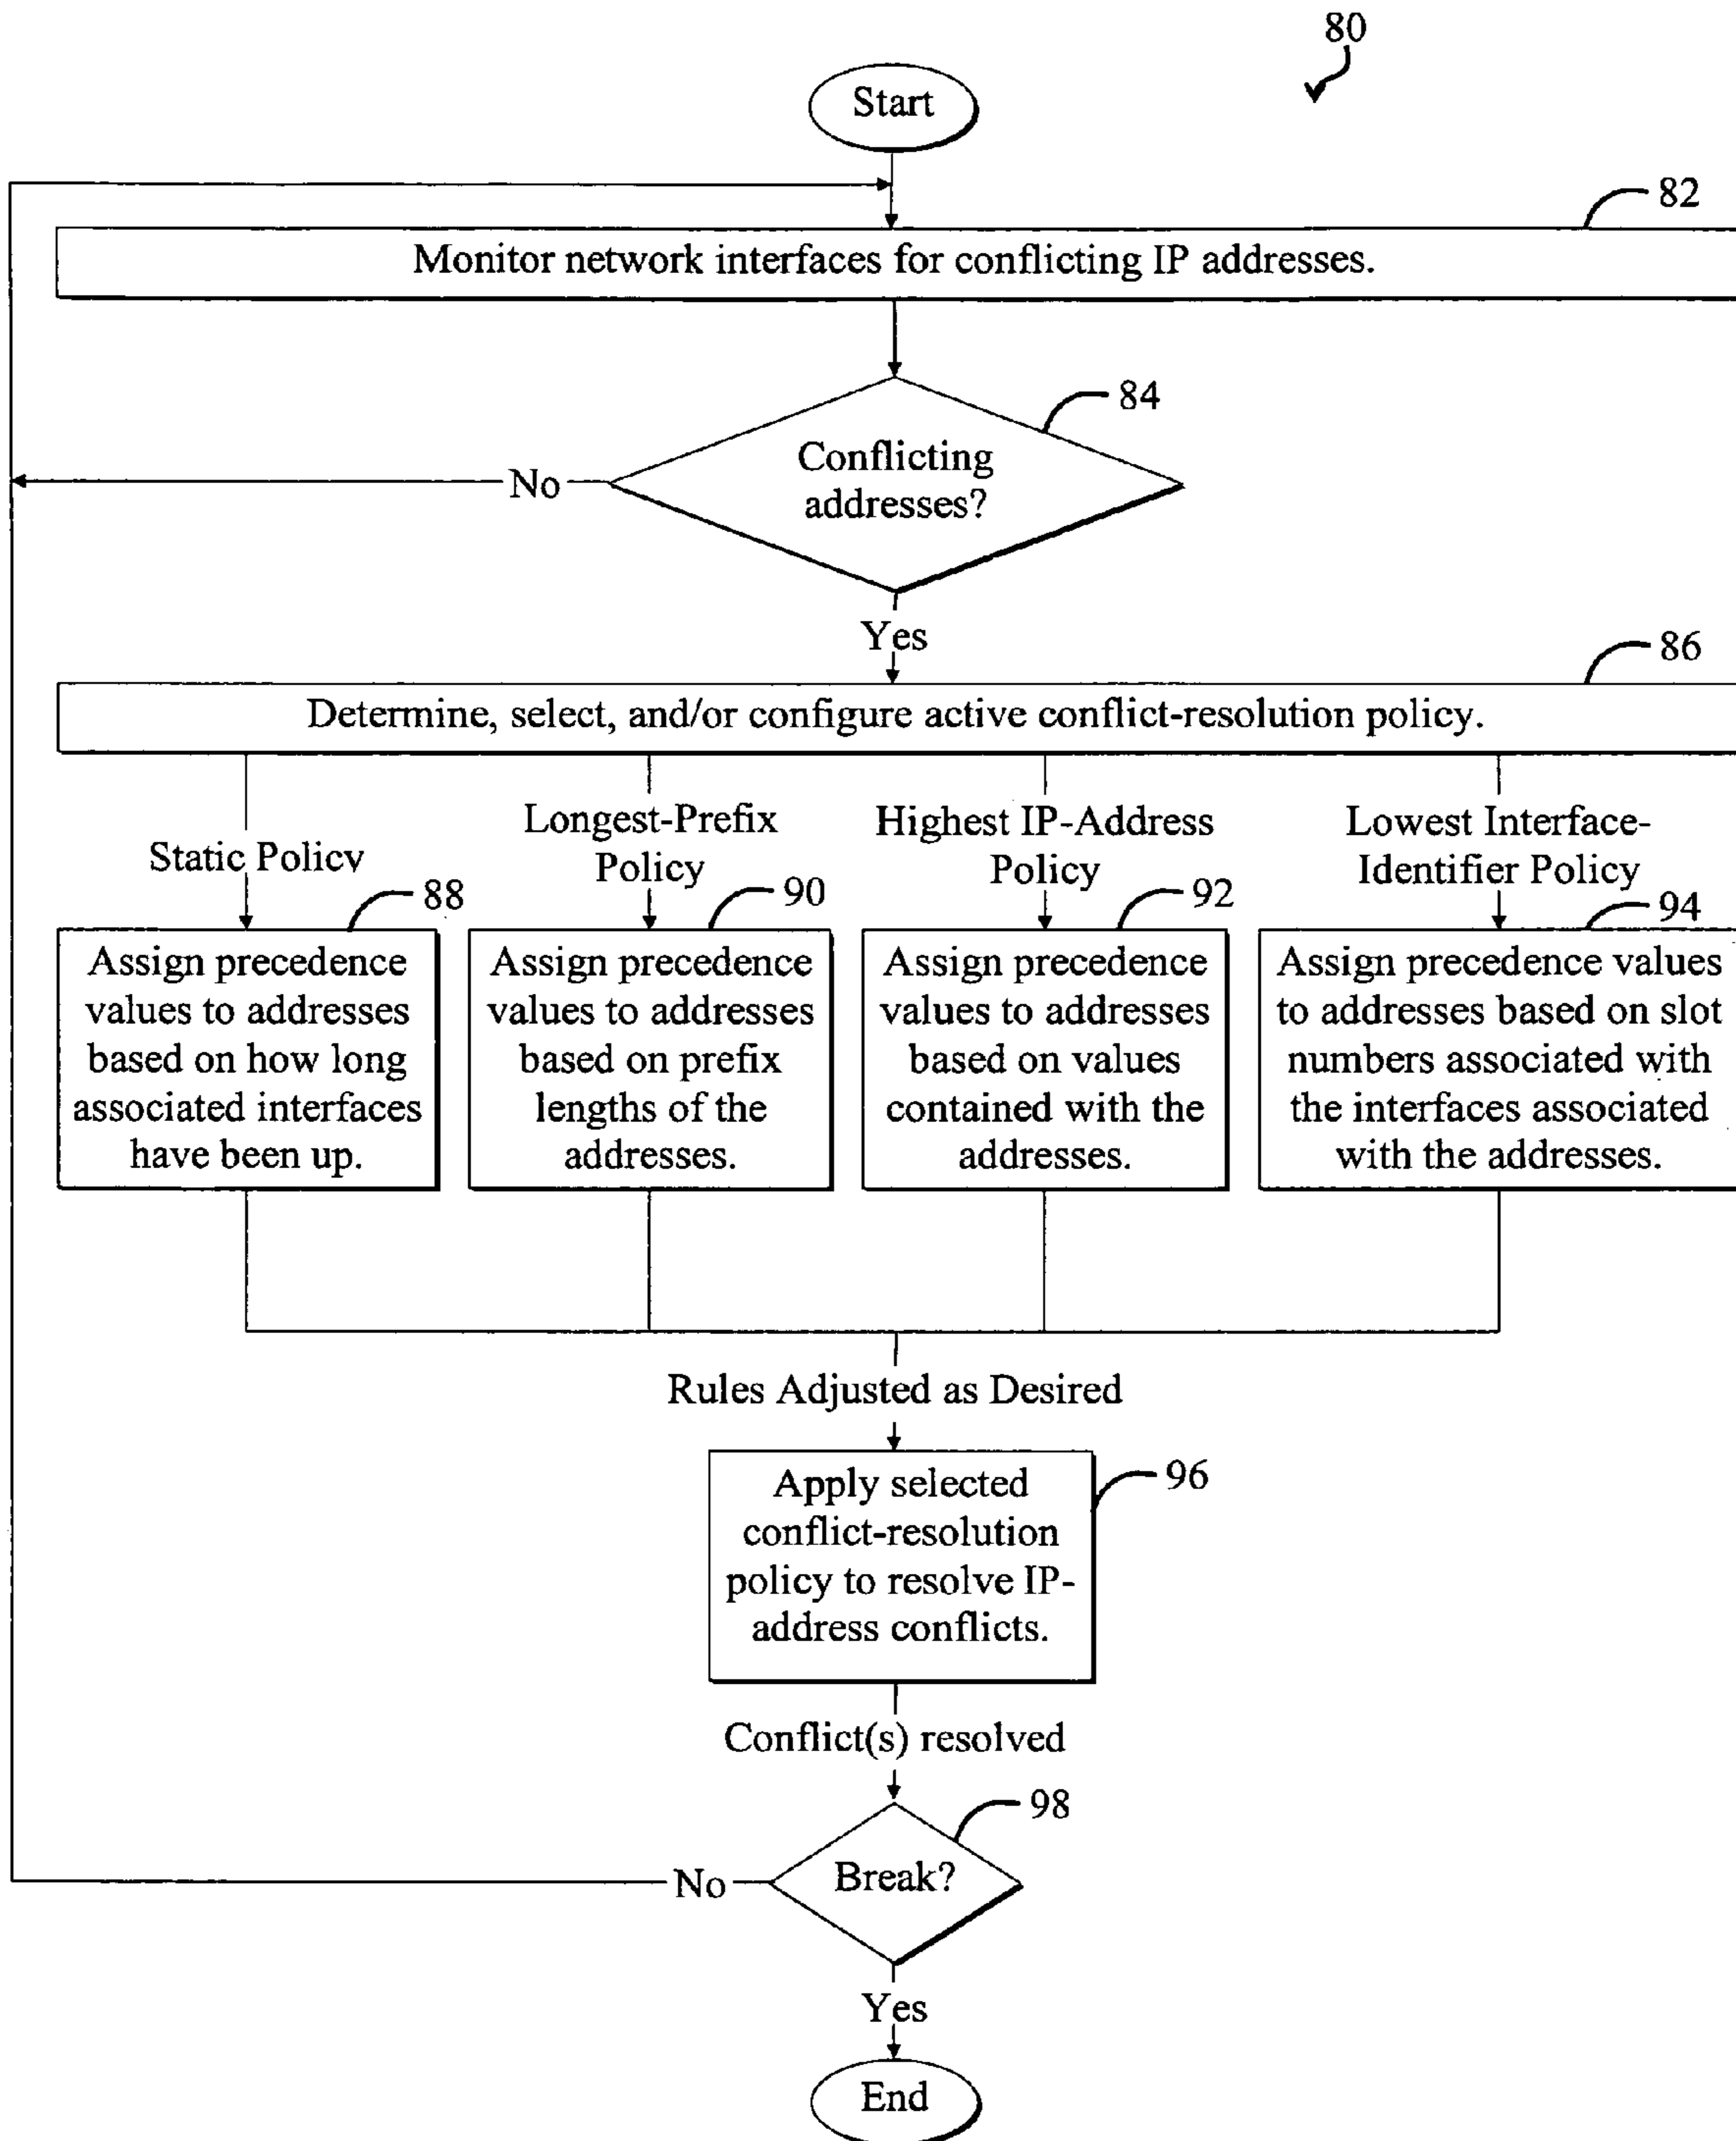 80
Start
82
Monitor network interfaces for conflicting IP addresses.
84
Conflicting
addresses?
No
Yes
86
Determine, select, and/or configure active conflict-resolution policy.
Static Policy
Longest-Prefix
Policy
Highest IP-Address
Policy
Lowest Interface-
Identifier Policy
88
90
92
94
Assign precedence
values to addresses
based on how long
associated interfaces
have been up.
Assign precedence
values to addresses
based on prefix
lengths of the
addresses.
Assign precedence
values to addresses
based on values
contained with the
addresses.
Assign precedence values
to addresses based on slot
numbers associated with
the interfaces associated
with the addresses.
Rules Adjusted as Desired
96
Apply selected
conflict-resolution
policy to resolve IP-
address conflicts.
Conflict(s) resolved
98
Break?
No
Yes
End